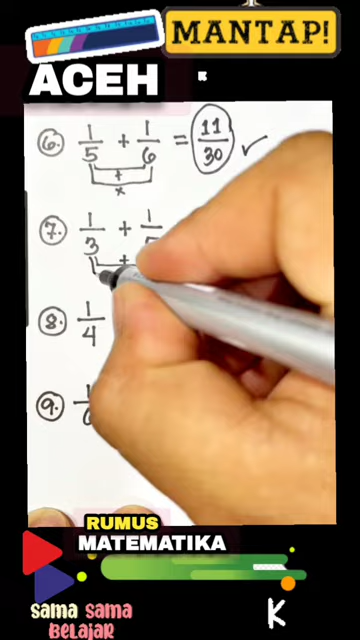 MANTAP!
ACEH
6. 1/5 + 1/6 = 11/30 ✓
+
x
7. 1/3 + 1/
+
8. 1/4
9. 1/
RUMUS
MATEMATIKA
sama sama
BELAJAR
K